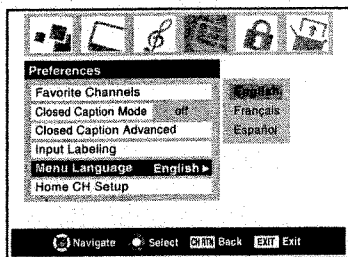 Preferences
Favorite Channels
Closed Caption Mode off
Closed Caption Advanced
Input Labeling
Menu Language English
Home CH Setup
English
Français
Español
Navigate Select CH RTN Back EXIT Exit